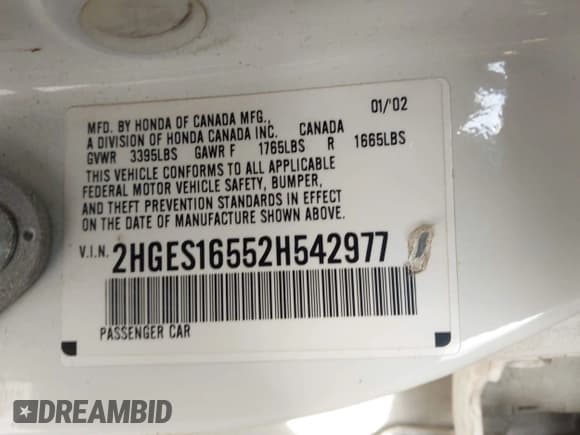 MFD. BY HONDA OF CANADA MFG., 01/'02
A DIVISION OF HONDA CANADA INC. CANADA
GVWR 3395LBS GAWR F 1765LBS R 1665LBS
THIS VEHICLE CONFORMS TO ALL APPLICABLE
FEDERAL MOTOR VEHICLE SAFETY, BUMPER,
AND THEFT PREVENTION STANDARDS IN EFFECT
ON THE DATE OF MANUFACTURE SHOWN ABOVE.
V.I.N. 2HGES16552H542977
PASSENGER CAR
DREAMBID